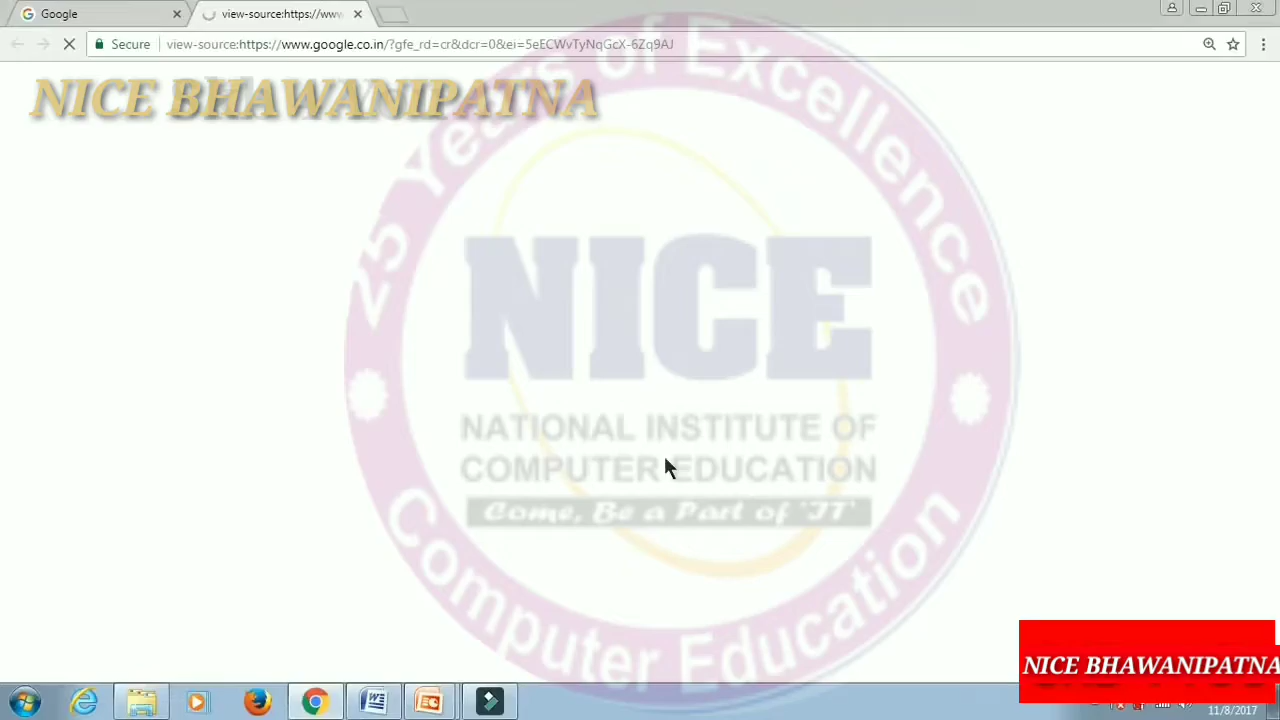 Google
view-source:https://www
Secure
view-source:https://www.google.co.in/?gfe_rd=cr&dcr=0&ei=5eECWvTyNqGcX-6Zq9AJ
NICE BHAWANIPATNA
25 Years of Excellence
NICE
NATIONAL INSTITUTE OF
COMPUTER EDUCATION
Come, Be a Part of 'IT'
Computer Education
NICE BHAWANIPATNA
11/8/2017